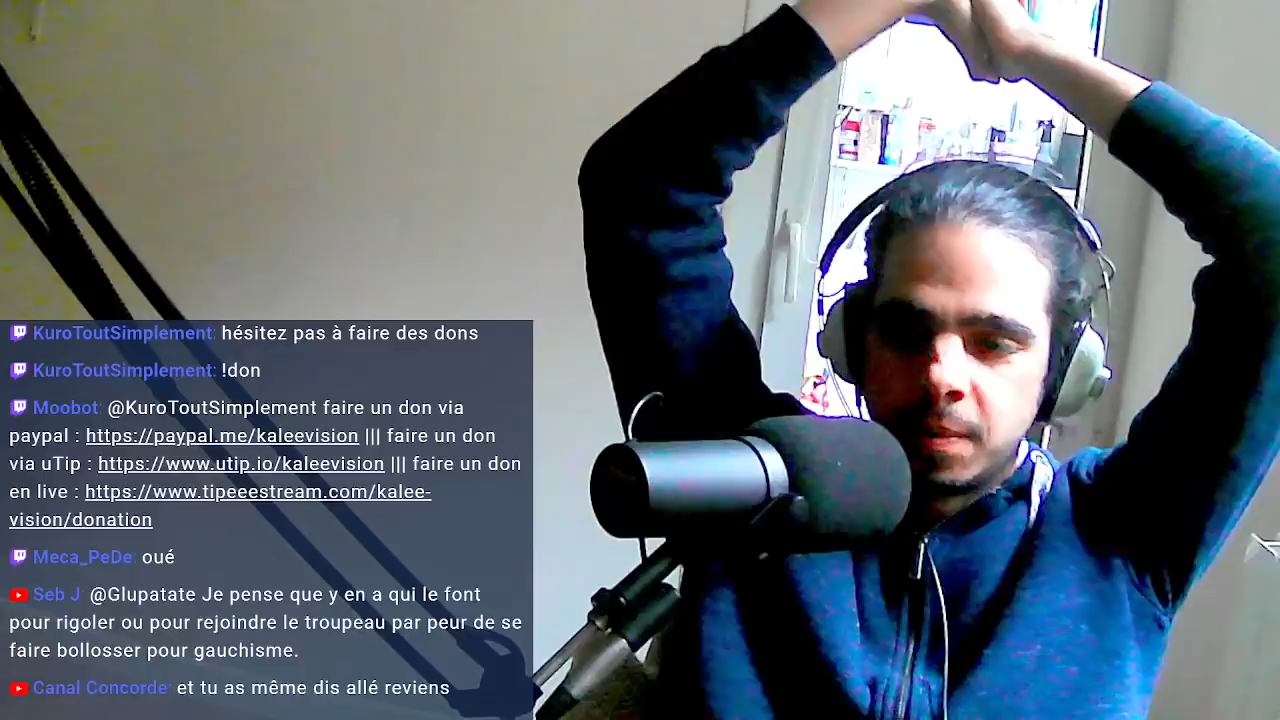 KuroToutSimplement: hésitez pas à faire des dons
KuroToutSimplement: !don
Moobot: @KuroToutSimplement faire un don via
paypal : https://paypal.me/kaleevision ||| faire un don
via uTip : https://www.utip.io/kaleevision ||| faire un don
en live : https://www.tipeeestream.com/kalee-
vision/donation
Meca_PeDe: oué
Seb J: @Glupatate Je pense que y en a qui le font
pour rigoler ou pour rejoindre le troupeau par peur de se
faire bollosser pour gauchisme.
Canal Concorde: et tu as même dis allé reviens